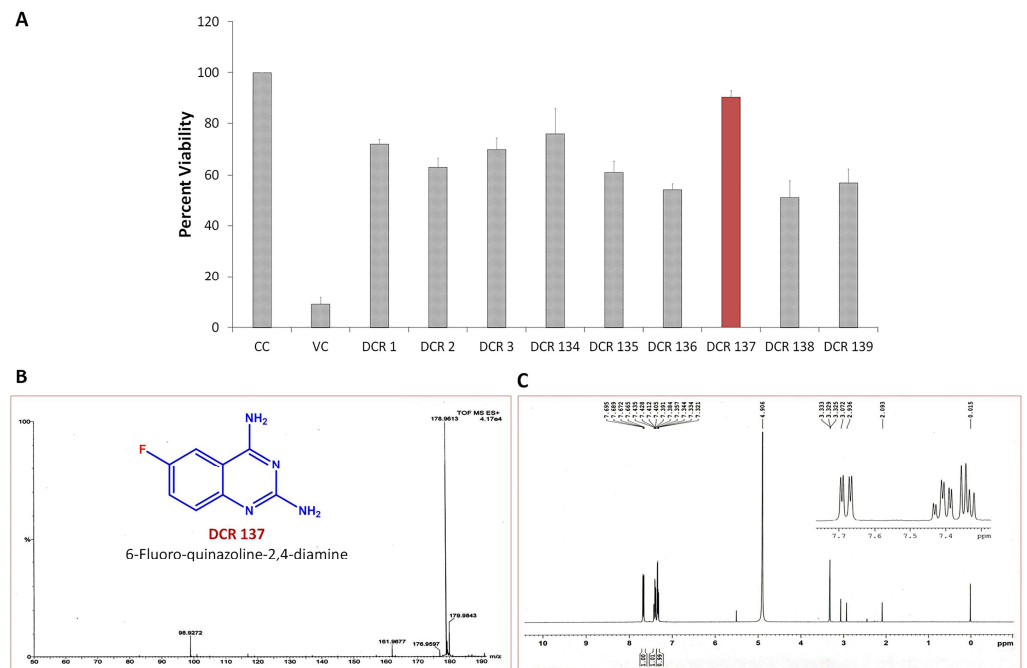 A
120
100
80
60
40
20
0
Percent Viability
CC VC DCR 1 DCR 2 DCR 3 DCR 134 DCR 135 DCR 136 DCR 137 DCR 138 DCR 139
B
TOF MS ES+
4.17e4
100
178.9613
NH₂
F
N
N
NH₂
DCR 137
6-Fluoro-quinazoline-2,4-diamine
%
179.9843
98.9272
161.9677
176.9597
0
50 60 70 80 90 100 110 120 130 140 150 160 170 180 190 m/z
C
7.695
7.689
7.672
7.665
7.435
7.428
7.412
7.405
7.391
7.384
7.357
7.344
7.334
7.321
4.906
3.333
3.329
3.325
3.072
2.936
2.093
0.015
7.7 7.6 7.5 7.4 ppm
10 9 8 7 6 5 4 3 2 1 0 ppm